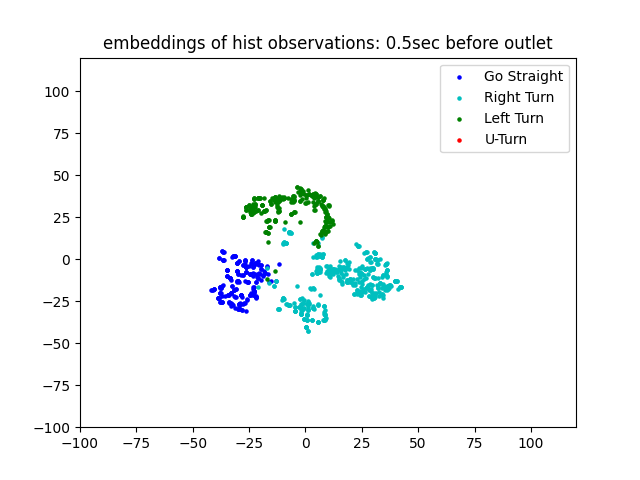 embeddings of hist observations: 0.5sec before outlet
Go Straight
Right Turn
Left Turn
U-Turn
100
75
50
25
0
−25
−50
−75
−100
−100 −75 −50 −25 0 25 50 75 100